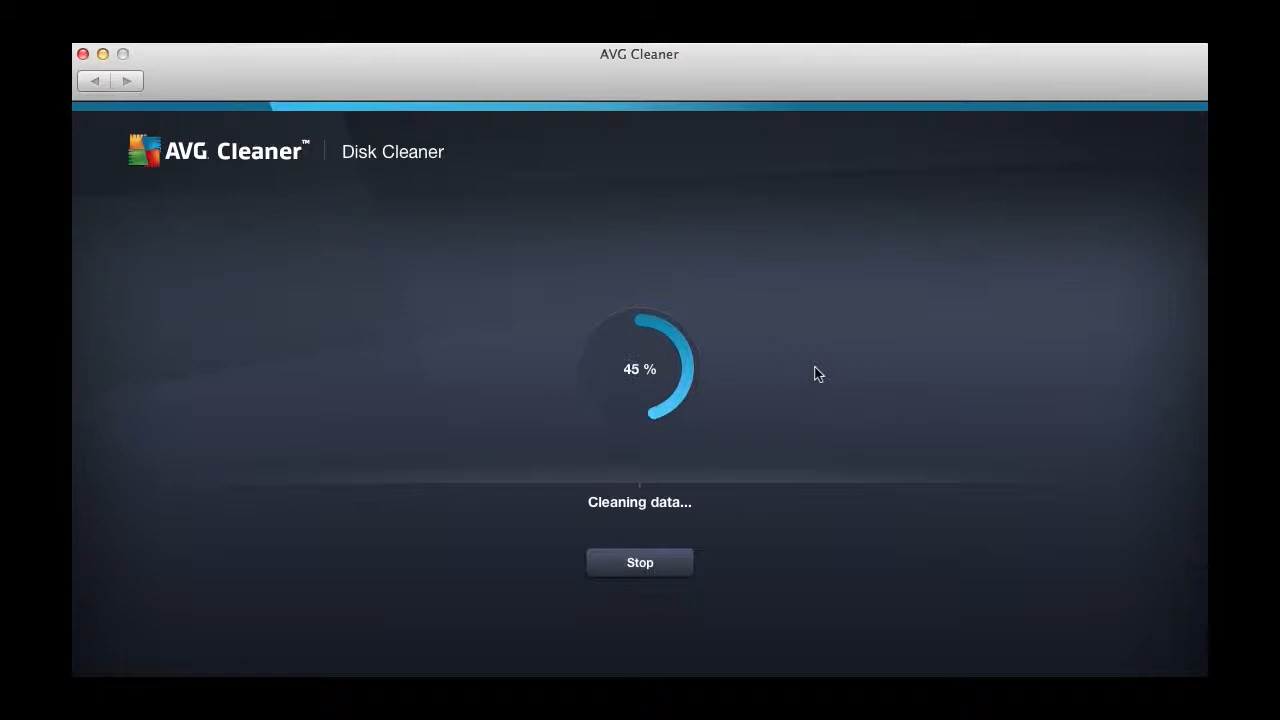 AVG Cleaner
AVG Cleaner™ Disk Cleaner
45 %
Cleaning data...
Stop